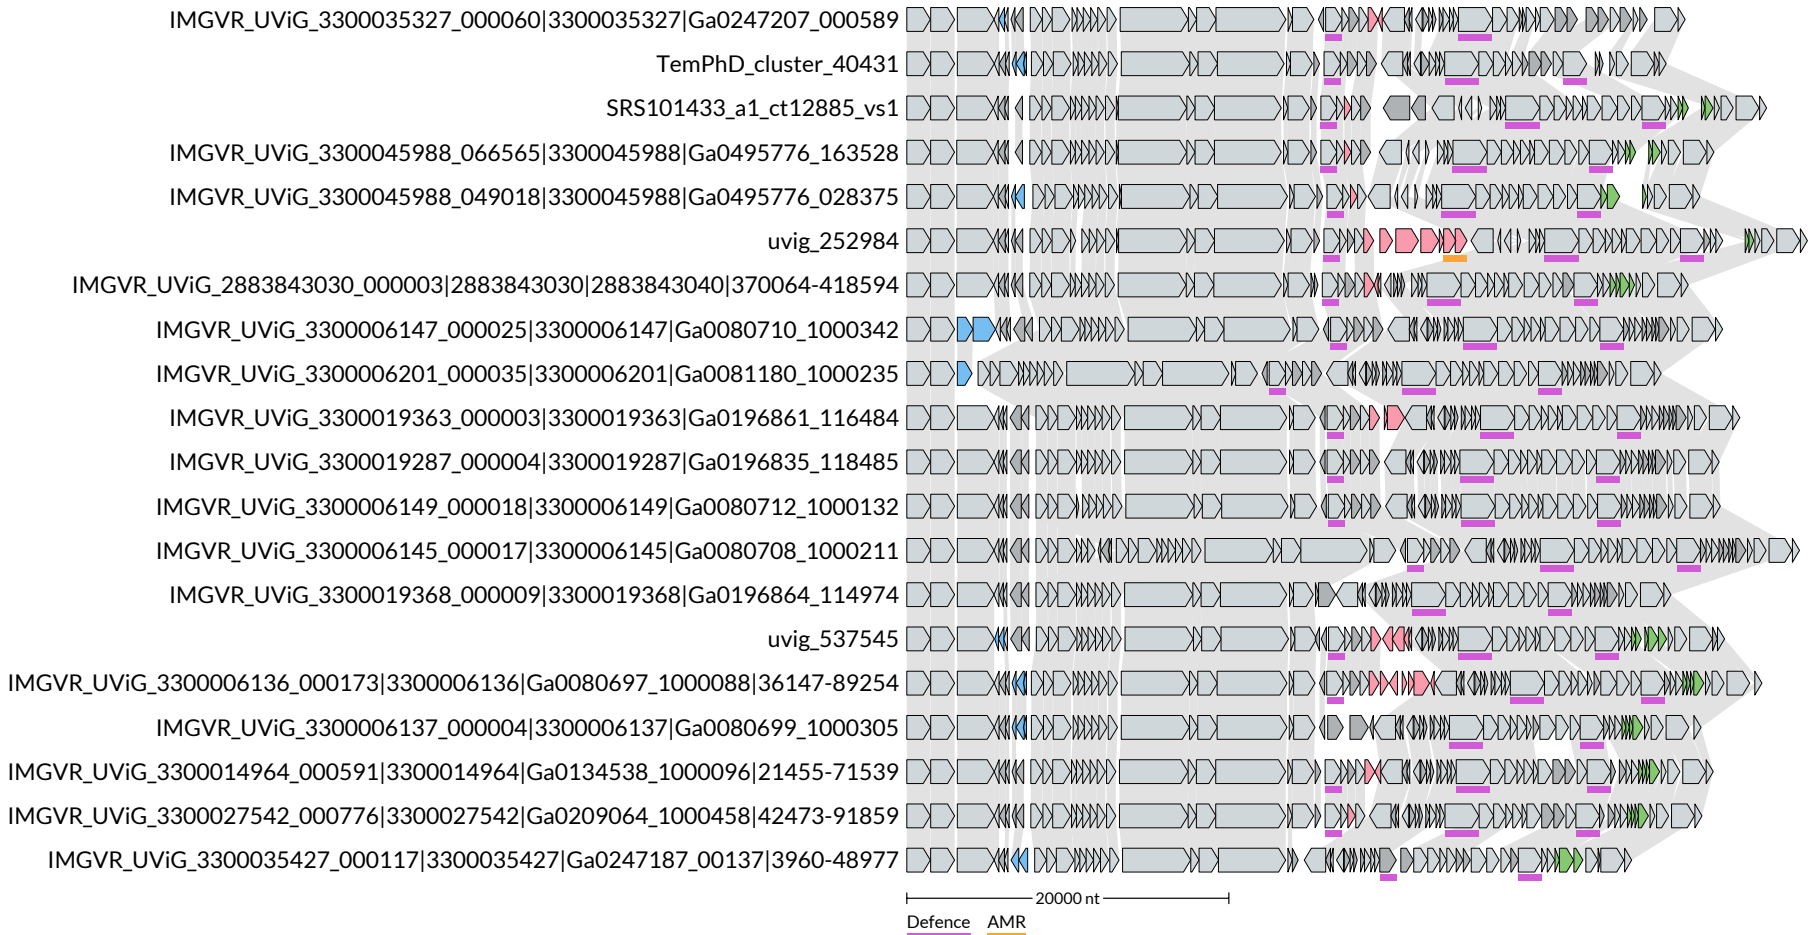 IMGVR_UViG_3300035327_000060|3300035327|Ga0247207_000589
TemPhD_cluster_40431
SRS101433_a1_ct12885_vs1
IMGVR_UViG_3300045988_066565|3300045988|Ga0495776_163528
IMGVR_UViG_3300045988_049018|3300045988|Ga0495776_028375
uvig_252984
IMGVR_UViG_2883843030_000003|2883843030|2883843040|370064-418594
IMGVR_UViG_3300006147_000025|3300006147|Ga0080710_1000342
IMGVR_UViG_3300006201_000035|3300006201|Ga0081180_1000235
IMGVR_UViG_3300019363_000003|3300019363|Ga0196861_116484
IMGVR_UViG_3300019287_000004|3300019287|Ga0196835_118485
IMGVR_UViG_3300006149_000018|3300006149|Ga0080712_1000132
IMGVR_UViG_3300006145_000017|3300006145|Ga0080708_1000211
IMGVR_UViG_3300019368_000009|3300019368|Ga0196864_114974
uvig_537545
IMGVR_UViG_3300006136_000173|3300006136|Ga0080697_1000088|36147-89254
IMGVR_UViG_3300006137_000004|3300006137|Ga0080699_1000305
IMGVR_UViG_3300014964_000591|3300014964|Ga0134538_1000096|21455-71539
IMGVR_UViG_3300027542_000776|3300027542|Ga0209064_1000458|42473-91859
IMGVR_UViG_3300035427_000117|3300035427|Ga0247187_00137|3960-48977
20000 nt
Defence AMR